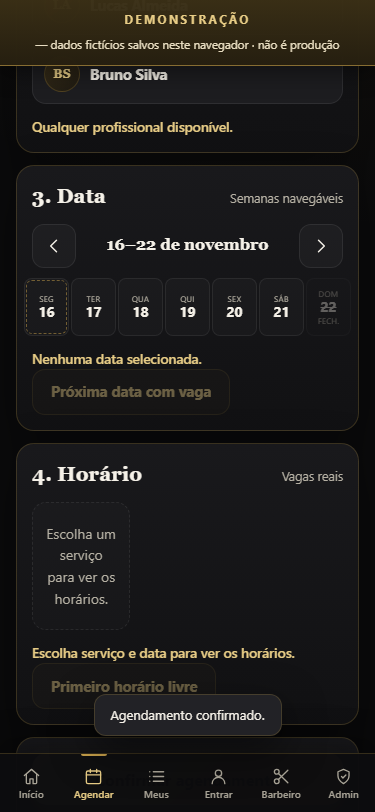 DEMONSTRAÇÃO
— dados fictícios salvos neste navegador · não é produção
BS
Bruno Silva
Qualquer profissional disponível.
3. Data
Semanas navegáveis
16–22 de novembro
SEG
16
TER
17
QUA
18
QUI
19
SEX
20
SÁB
21
DOM
22
FECH.
Nenhuma data selecionada.
Próxima data com vaga
4. Horário
Vagas reais
Escolha um
serviço
para ver os
horários.
Escolha serviço e data para ver os horários.
Primeiro horário livre
Agendamento confirmado.
Início
Agendar
Meus
Entrar
Barbeiro
Admin